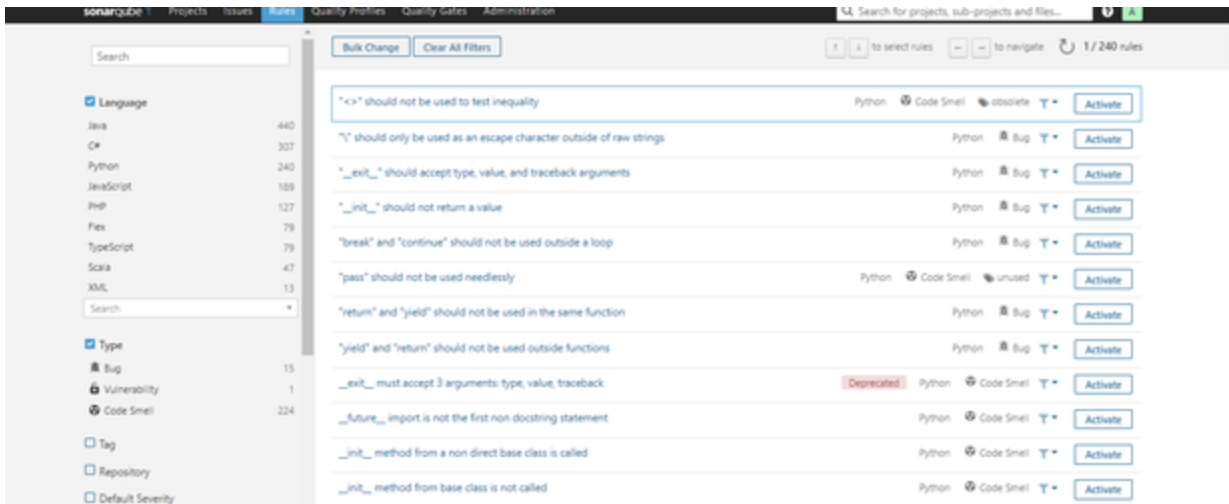 sonarqube Projects Issues Rules Quality Profiles Quality Gates Administration Search for projects, sub-projects and files... ? A
Search
Bulk Change Clear All Filters ↑ ↓ to select rules ← → to navigate 1 / 240 rules
Language
Java 440
C# 307
Python 240
JavaScript 189
PHP 127
Flex 79
TypeScript 79
Scala 47
XML 13
Search
Type
Bug 15
Vulnerability 1
Code Smell 224
Tag
Repository
Default Severity
"<>" should not be used to test inequality Python Code Smell obsolete Activate
"\" should only be used as an escape character outside of raw strings Python Bug Activate
"__exit__" should accept type, value, and traceback arguments Python Bug Activate
"__init__" should not return a value Python Bug Activate
"break" and "continue" should not be used outside a loop Python Bug Activate
"pass" should not be used needlessly Python Code Smell unused Activate
"return" and "yield" should not be used in the same function Python Bug Activate
"yield" and "return" should not be used outside functions Python Bug Activate
__exit__ must accept 3 arguments: type, value, traceback Deprecated Python Code Smell Activate
__future__ import is not the first non docstring statement Python Code Smell Activate
__init__ method from a non direct base class is called Python Code Smell Activate
__init__ method from base class is not called Python Code Smell Activate